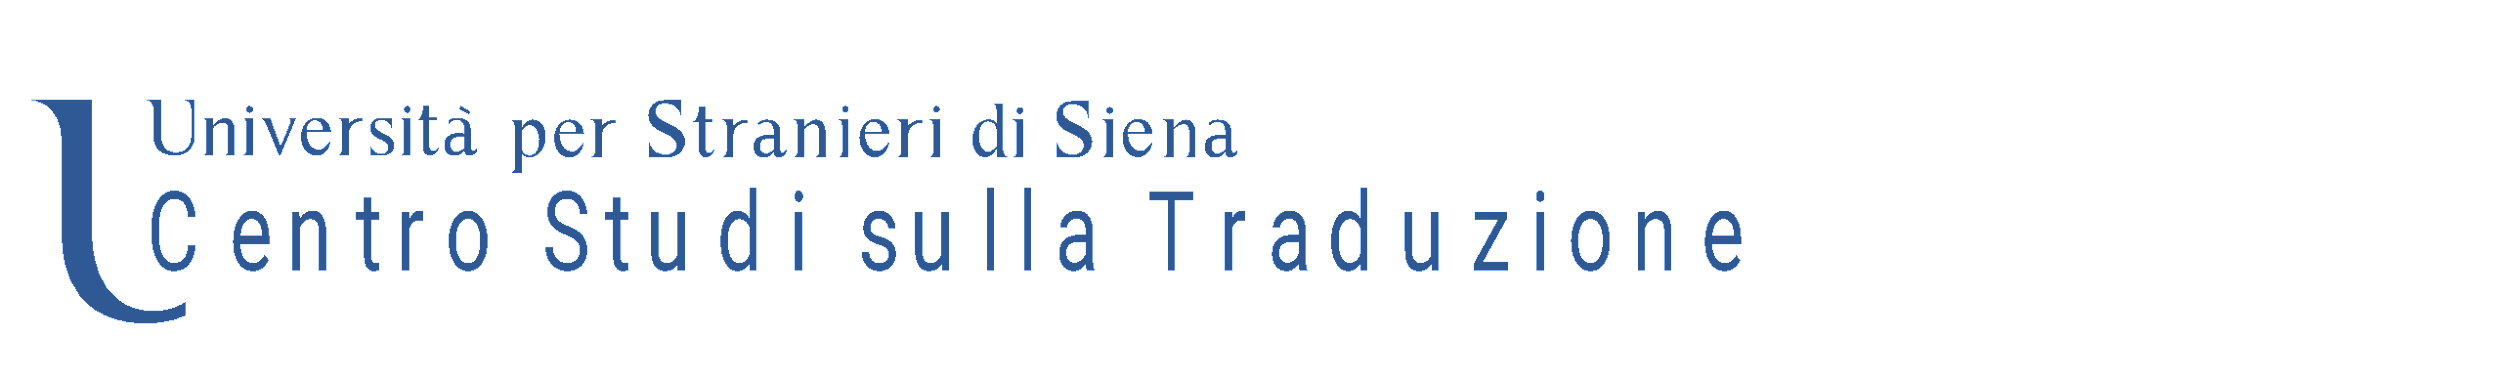 Università per Stranieri di Siena
Centro Studi sulla Traduzione